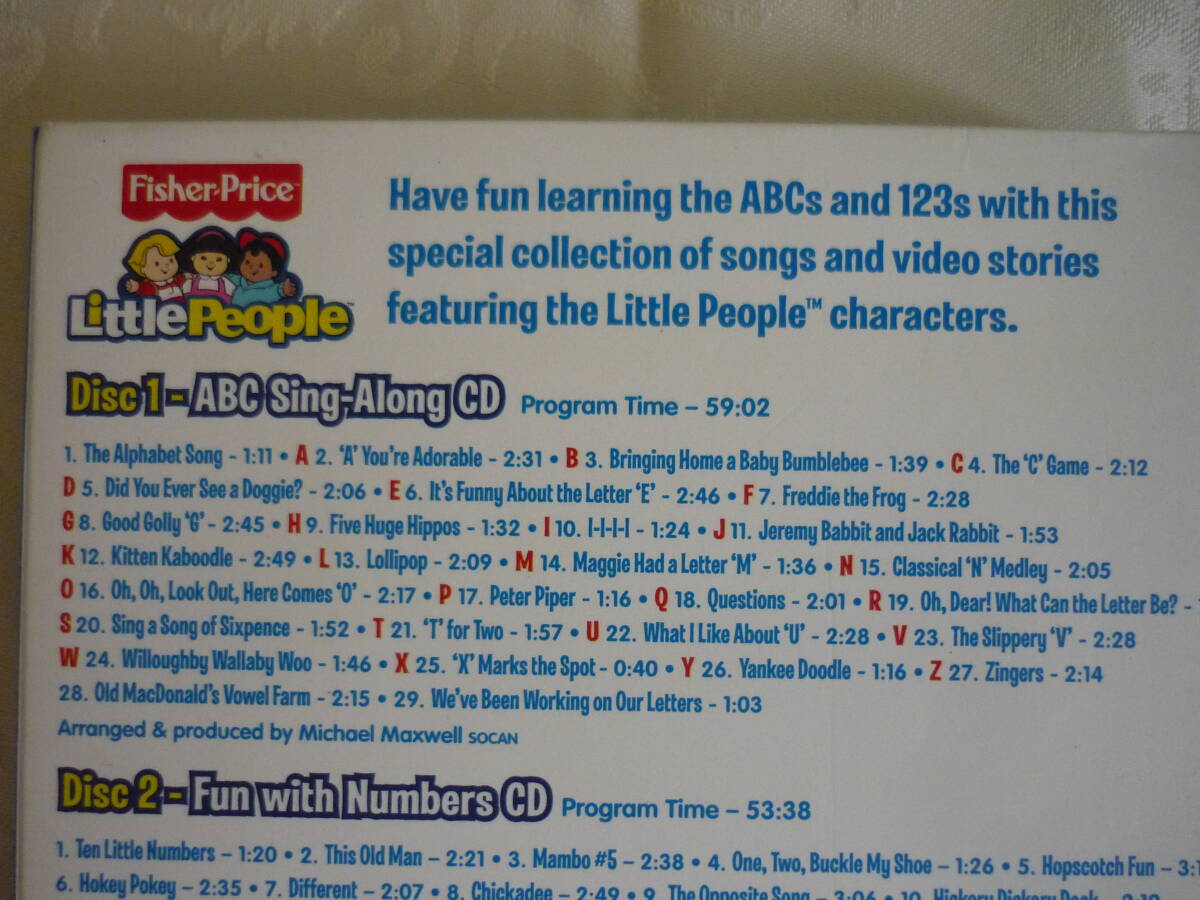 Fisher-Price
Little People™
Have fun learning the ABCs and 123s with this
special collection of songs and video stories
featuring the Little People™ characters.
Disc 1 - ABC Sing-Along CD Program Time – 59:02
1. The Alphabet Song - 1:11 • A 2. ‘A’ You’re Adorable - 2:31 • B 3. Bringing Home a Baby Bumblebee - 1:39 • C 4. The ‘C’ Game - 2:12
D 5. Did You Ever See a Doggie? - 2:06 • E 6. It’s Funny About the Letter ‘E’ - 2:46 • F 7. Freddie the Frog - 2:28
G 8. Good Golly ‘G’ - 2:45 • H 9. Five Huge Hippos - 1:32 • I 10. I-I-I-I - 1:24 • J 11. Jeremy Babbit and Jack Rabbit - 1:53
K 12. Kitten Kaboodle - 2:49 • L 13. Lollipop - 2:09 • M 14. Maggie Had a Letter ‘M’ - 1:36 • N 15. Classical ‘N’ Medley - 2:05
O 16. Oh, Oh, Look Out, Here Comes ‘O’ - 2:17 • P 17. Peter Piper - 1:16 • Q 18. Questions - 2:01 • R 19. Oh, Dear! What Can the Letter Be? -
S 20. Sing a Song of Sixpence - 1:52 • T 21. ‘T’ for Two - 1:57 • U 22. What I Like About ‘U’ - 2:28 • V 23. The Slippery ‘V’ - 2:28
W 24. Willoughby Wallaby Woo - 1:46 • X 25. ‘X’ Marks the Spot - 0:40 • Y 26. Yankee Doodle - 1:16 • Z 27. Zingers - 2:14
28. Old MacDonald’s Vowel Farm - 2:15 • 29. We’ve Been Working on Our Letters - 1:03
Arranged & produced by Michael Maxwell SOCAN
Disc 2 - Fun with Numbers CD Program Time – 53:38
1. Ten Little Numbers – 1:20 • 2. This Old Man – 2:21 • 3. Mambo #5 – 2:38 • 4. One, Two, Buckle My Shoe – 1:26 • 5. Hopscotch Fun – 3:1
6. Hokey Pokey – 2:35 • 7. Different – 2:07 • 8. Chickadee – 2:49 • 9. The Opposite Song – 3:06 • 10. Hickory Dickory Dock –